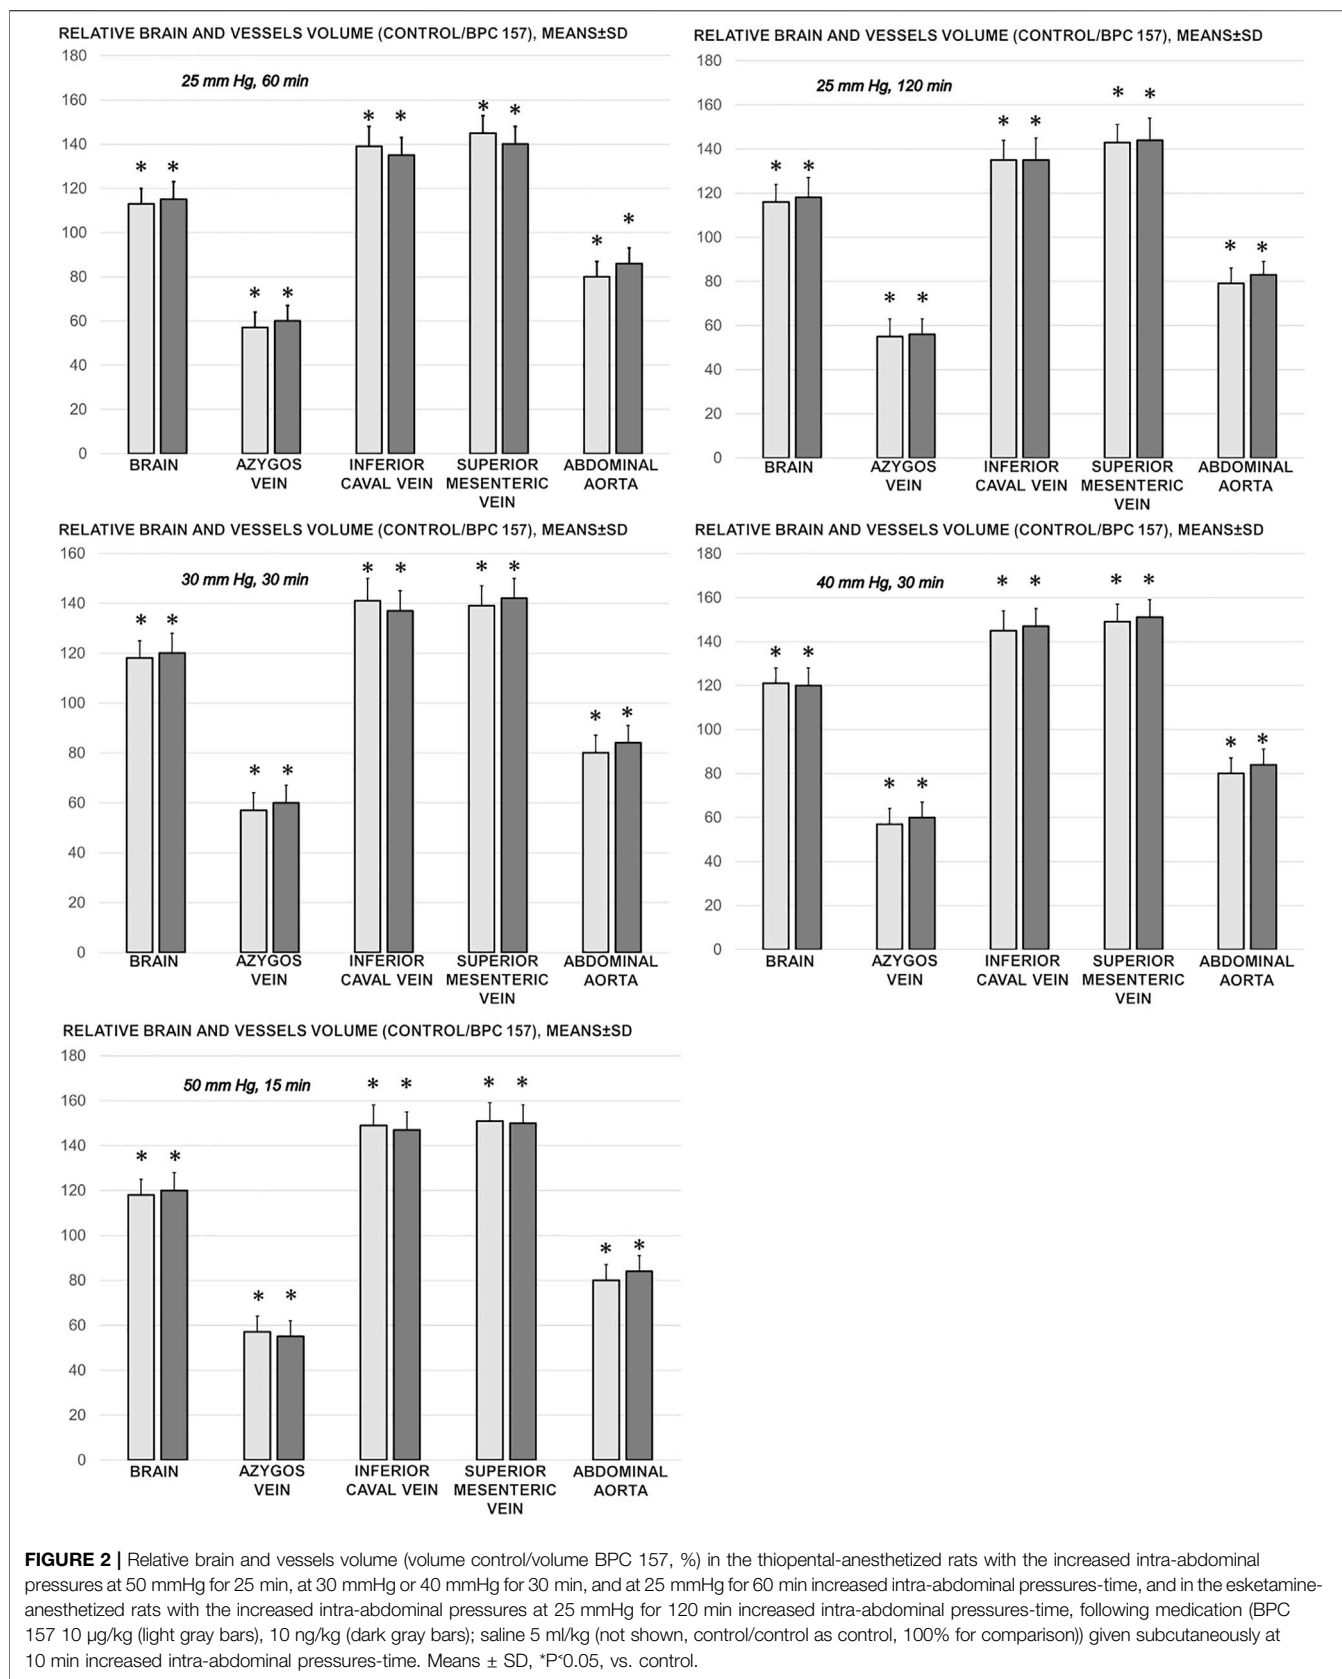 RELATIVE BRAIN AND VESSELS VOLUME (CONTROL/BPC 157), MEANS±SD
25 mm Hg, 60 min
180
160
140
120
100
80
60
40
20
0
* * * * * * * * * *
BRAIN AZYGOS INFERIOR SUPERIOR ABDOMINAL
VEIN CAVAL VEIN MESENTERIC AORTA
VEIN
RELATIVE BRAIN AND VESSELS VOLUME (CONTROL/BPC 157), MEANS±SD
25 mm Hg, 120 min
180
160
140
120
100
80
60
40
20
0
* * * * * * * * * *
BRAIN AZYGOS INFERIOR SUPERIOR ABDOMINAL
VEIN CAVAL VEIN MESENTERIC AORTA
VEIN
RELATIVE BRAIN AND VESSELS VOLUME (CONTROL/BPC 157), MEANS±SD
30 mm Hg, 30 min
160
140
120
100
80
60
40
20
0
* * * * * * * * * *
BRAIN AZYGOS INFERIOR SUPERIOR ABDOMINAL
VEIN CAVAL VEIN MESENTERIC AORTA
VEIN
RELATIVE BRAIN AND VESSELS VOLUME (CONTROL/BPC 157), MEANS±SD
40 mm Hg, 30 min
180
160
140
120
100
80
60
40
20
0
* * * * * * * * * *
BRAIN AZYGOS INFERIOR SUPERIOR ABDOMINAL
VEIN CAVAL VEIN MESENTERIC AORTA
VEIN
RELATIVE BRAIN AND VESSELS VOLUME (CONTROL/BPC 157), MEANS±SD
50 mm Hg, 15 min
180
160
140
120
100
80
60
40
20
0
* * * * * * * * * *
BRAIN AZYGOS INFERIOR SUPERIOR ABDOMINAL
VEIN CAVAL VEIN MESENTERIC AORTA
VEIN
FIGURE 2 | Relative brain and vessels volume (volume control/volume BPC 157, %) in the thiopental-anesthetized rats with the increased intra-abdominal
pressures at 50 mmHg for 25 min, at 30 mmHg or 40 mmHg for 30 min, and at 25 mmHg for 60 min increased intra-abdominal pressures-time, and in the esketamine-
anesthetized rats with the increased intra-abdominal pressures at 25 mmHg for 120 min increased intra-abdominal pressures-time, following medication (BPC
157 10 µg/kg (light gray bars), 10 ng/kg (dark gray bars); saline 5 ml/kg (not shown, control/control as control, 100% for comparison)) given subcutaneously at
10 min increased intra-abdominal pressures-time. Means ± SD, *P˂0.05, vs. control.